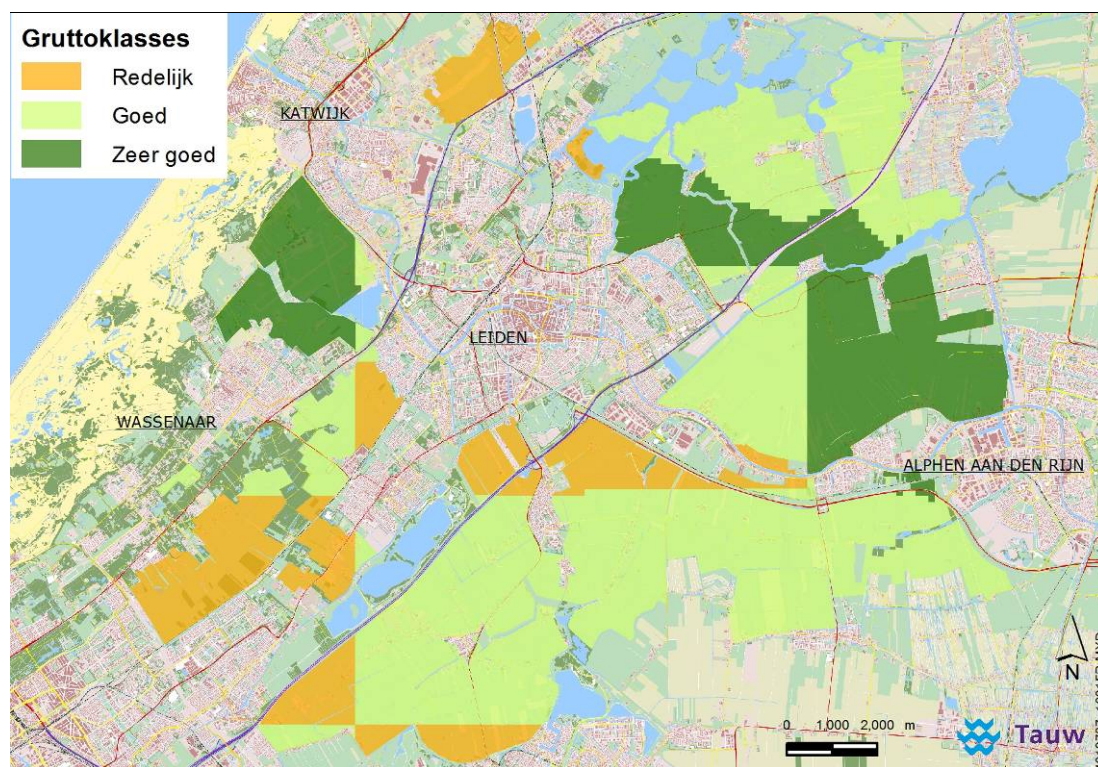 Gruttoklasses
Redelijk
Goed
Zeer goed
KATWIJK
LEIDEN
WASSENAAR
ALPHEN AAN DEN RIJN
N
0 1,000 2,000 m
Tauw